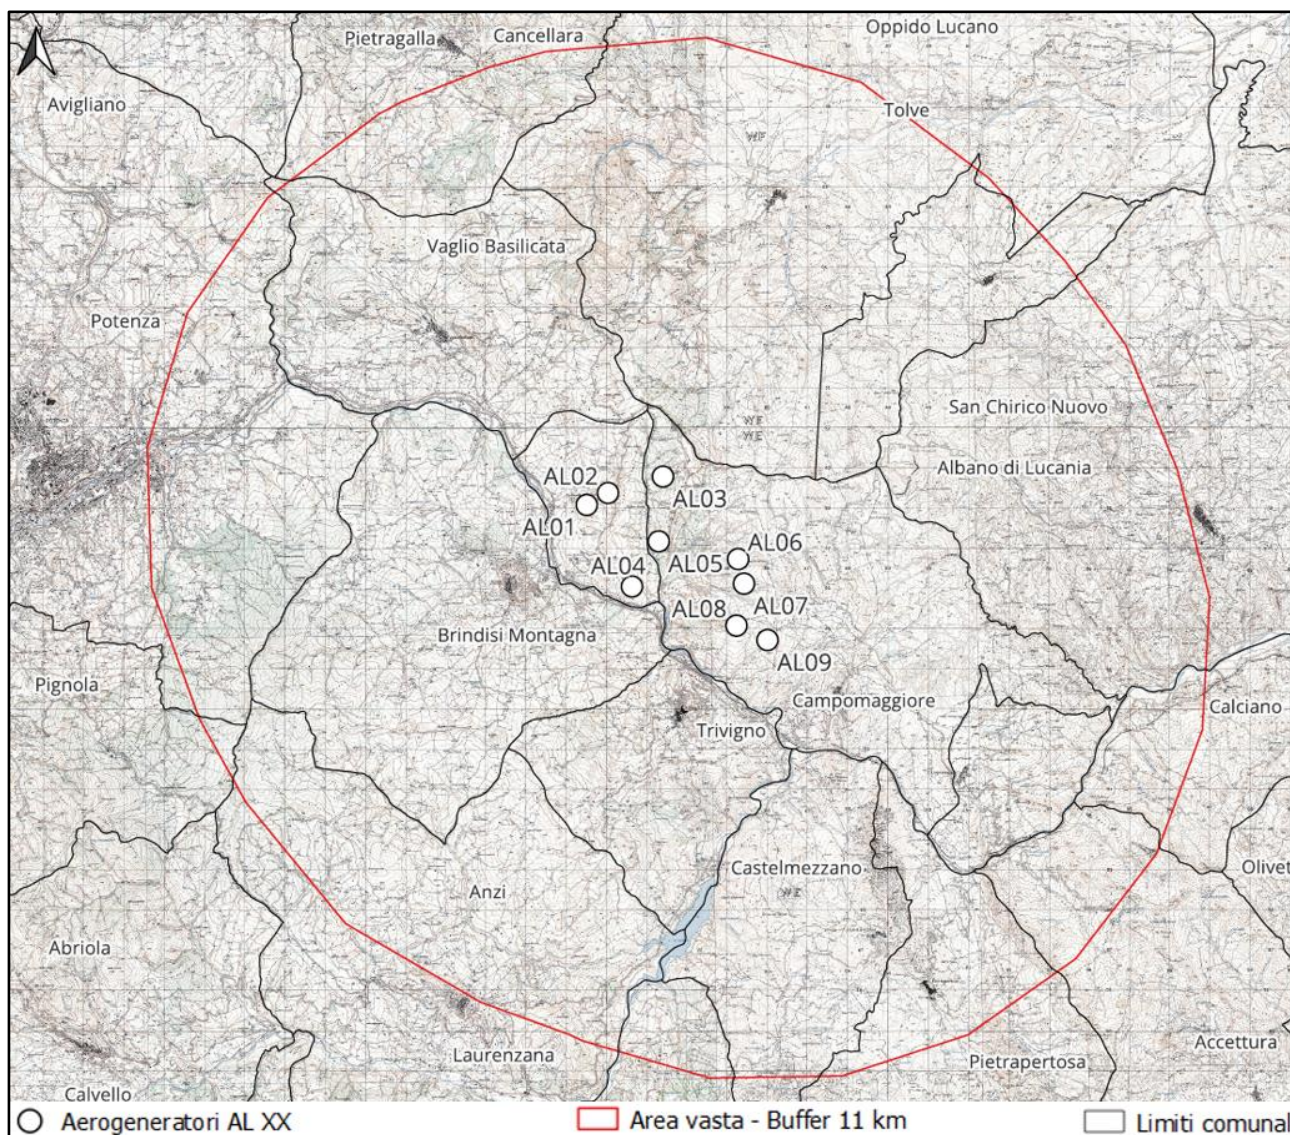 Oppido Lucano
Cancellara
Pietragalla
Avigliano
Tolve
Vaglio Basilicata
Potenza
San Chirico Nuovo
Albano di Lucania
AL02
AL03
AL01
AL06
AL05
AL04
AL07
AL08
Brindisi Montagna
AL09
Pignola
Campomaggiore
Calciano
Trivigno
Castelmezzano
Olivet
Anzi
Abriola
Accettura
Laurenzana
Pietrapertosa
Calvello
Aerogeneratori AL XX
Area vasta - Buffer 11 km
Limiti comunal